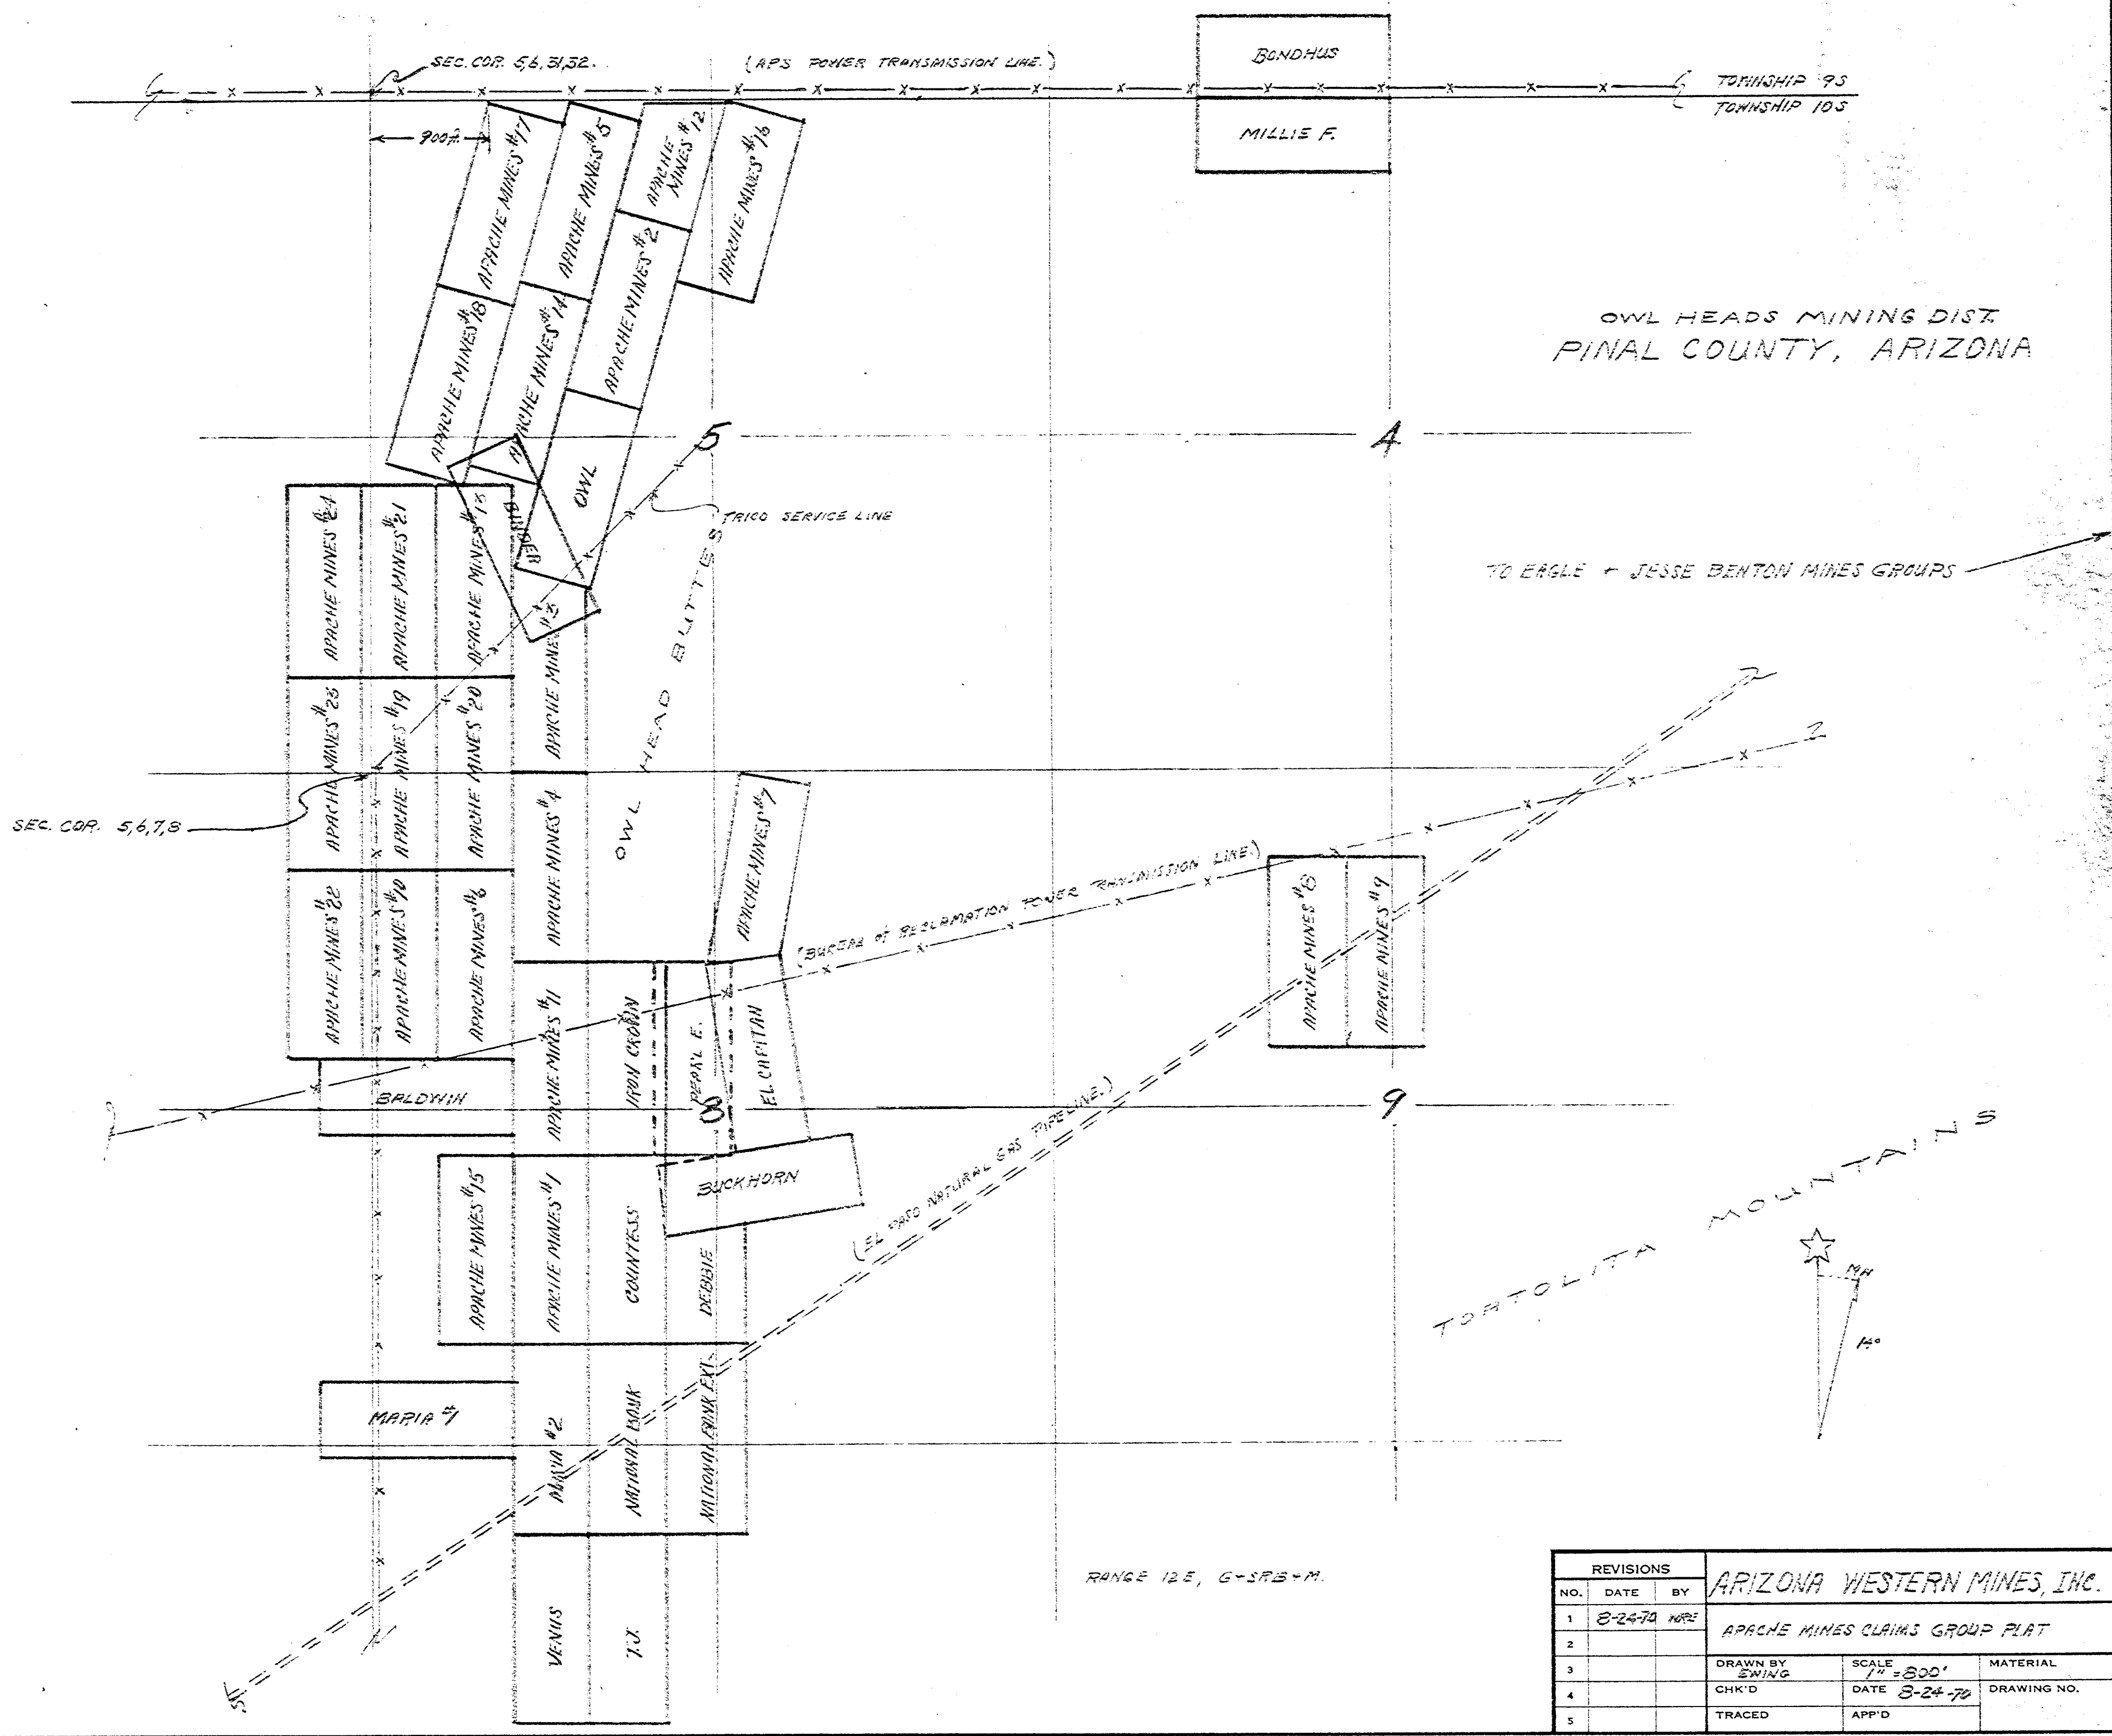 BONDHUS
SEC. COR. 5,6,31,32.
(APS POWER TRANSMISSION LINE.)
TOWNSHIP 9S
TOWNSHIP 10S
MILLIE F.
900 ft.
APACHE MINES #17
APACHE MINES #5
APACHE MINES #12
APACHE MINES #16
APACHE MINES #18
APACHE MINES #14
APACHE MINES #2
OWL HEADS MINING DIST.
PINAL COUNTY, ARIZONA
5
4
OWL
TRICO SERVICE LINE
TO EAGLE + JESSE BENTON MINES GROUPS
APACHE MINES #24
APACHE MINES #21
APACHE MINES #13
APACHE MINES #3
OWL HEAD BUTTES
APACHE MINES #23
APACHE MINES #19
APACHE MINES #20
APACHE MINES #4
APACHE MINES #7
SEC. COR. 5,6,7,8
(BUREAU of RECLAMATION POWER TRANSMISSION LINE.)
APACHE MINES #8
APACHE MINES #9
APACHE MINES #22
APACHE MINES #10
APACHE MINES #6
APACHE MINES #11
IRON CROWN
PEARL E.
EL CAPITAN
BALDWIN
8
9
(EL PASO NATURAL GAS PIPELINE.)
BUCKHORN
APACHE MINES #15
APACHE MINES #1
COUNTESS
DEBBIE
TORTOLITA MOUNTAINS
MN
14°
MARIA #1
MARIA #2
NATIONAL BANK
NATIONAL BANK EXT.
VENUS
T.J.
RANGE 12E, G+SRB+M.
REVISIONS
NO. DATE BY
1 8-24-70
2
3
4
5
ARIZONA WESTERN MINES, INC.
APACHE MINES CLAIMS GROUP PLAT
DRAWN BY EWING
SCALE 1" = 800'
MATERIAL
CHK'D
DATE 8-24-70
DRAWING NO.
TRACED
APP'D